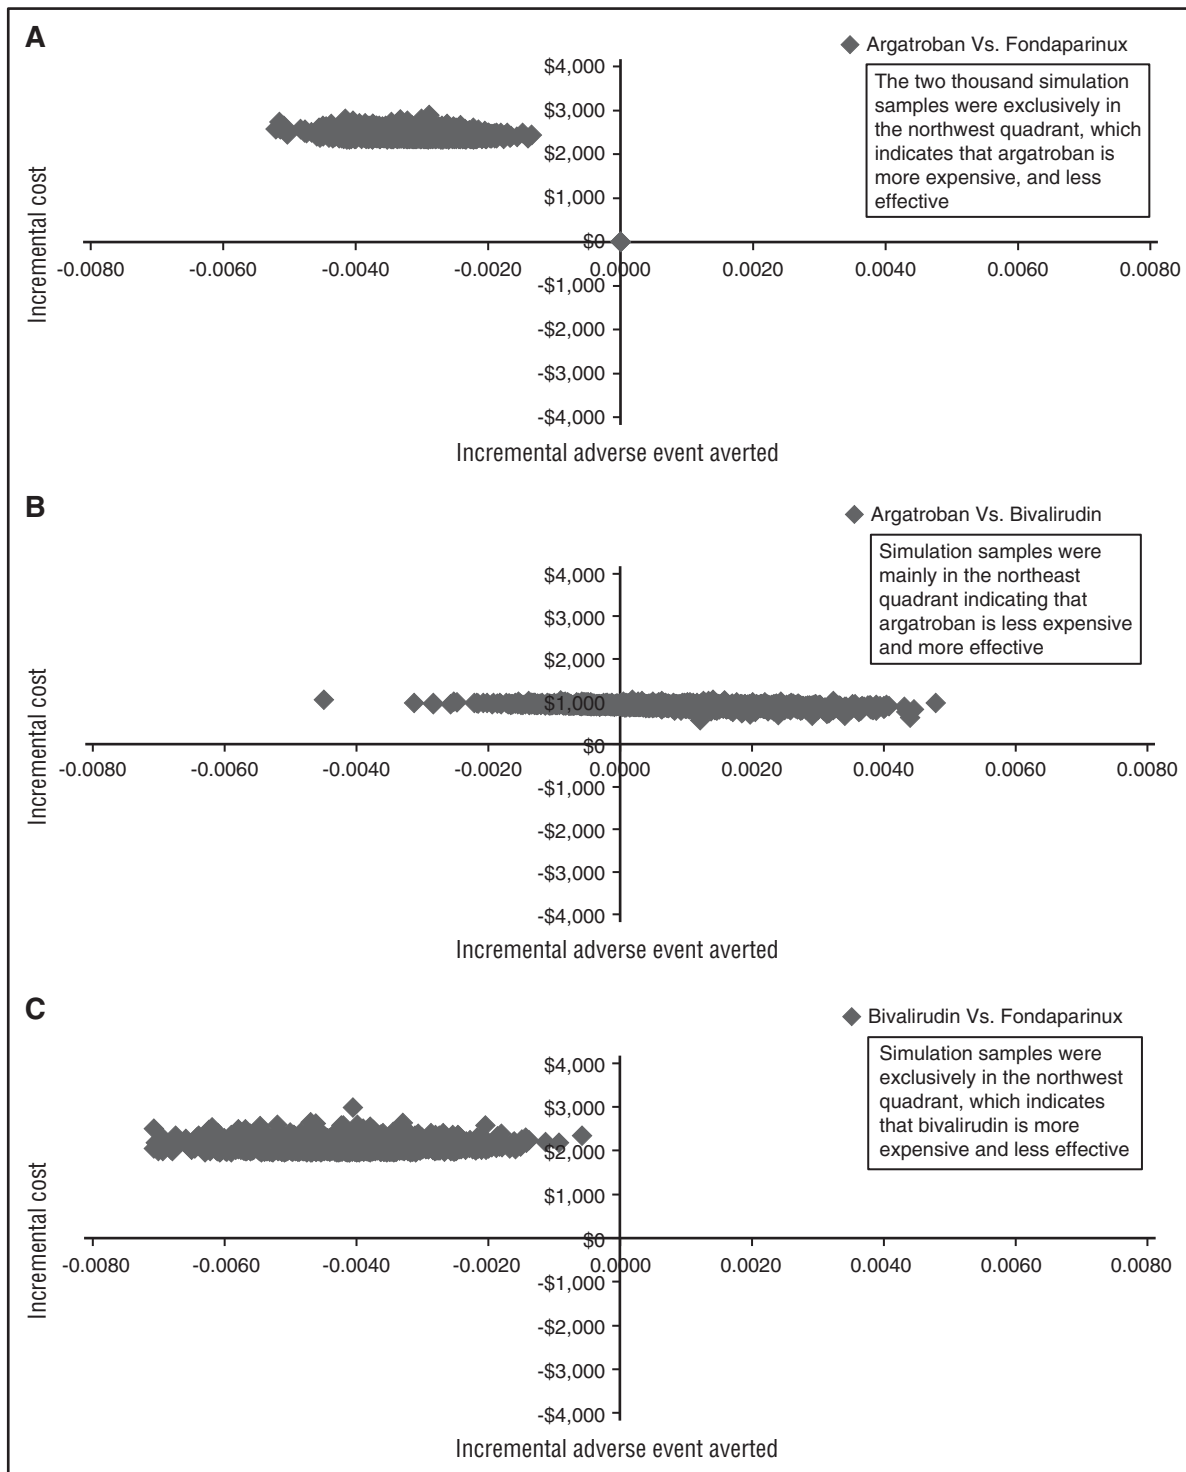 A
Argatroban Vs. Fondaparinux
The two thousand simulation
samples were exclusively in
the northwest quadrant, which
indicates that argatroban is
more expensive, and less
effective
Incremental cost
$4,000
$3,000
$2,000
$1,000
$0
-0.0080 -0.0060 -0.0040 -0.0020 0.0000 0.0020 0.0040 0.0060 0.0080
-$1,000
-$2,000
-$3,000
-$4,000
Incremental adverse event averted
B
Argatroban Vs. Bivalirudin
Simulation samples were
mainly in the northeast
quadrant indicating that
argatroban is less expensive
and more effective
Incremental cost
$4,000
$3,000
$2,000
$1,000
$0
-0.0080 -0.0060 -0.0040 -0.0020 0.0000 0.0020 0.0040 0.0060 0.0080
-$1,000
-$2,000
-$3,000
-$4,000
Incremental adverse event averted
C
Bivalirudin Vs. Fondaparinux
Simulation samples were
exclusively in the northwest
quadrant, which indicates
that bivalirudin is more
expensive and less effective
Incremental cost
$4,000
$3,000
$2,000
$1,000
$0
-0.0080 -0.0060 -0.0040 -0.0020 0.0000 0.0020 0.0040 0.0060 0.0080
-$1,000
-$2,000
-$3,000
-$4,000
Incremental adverse event averted